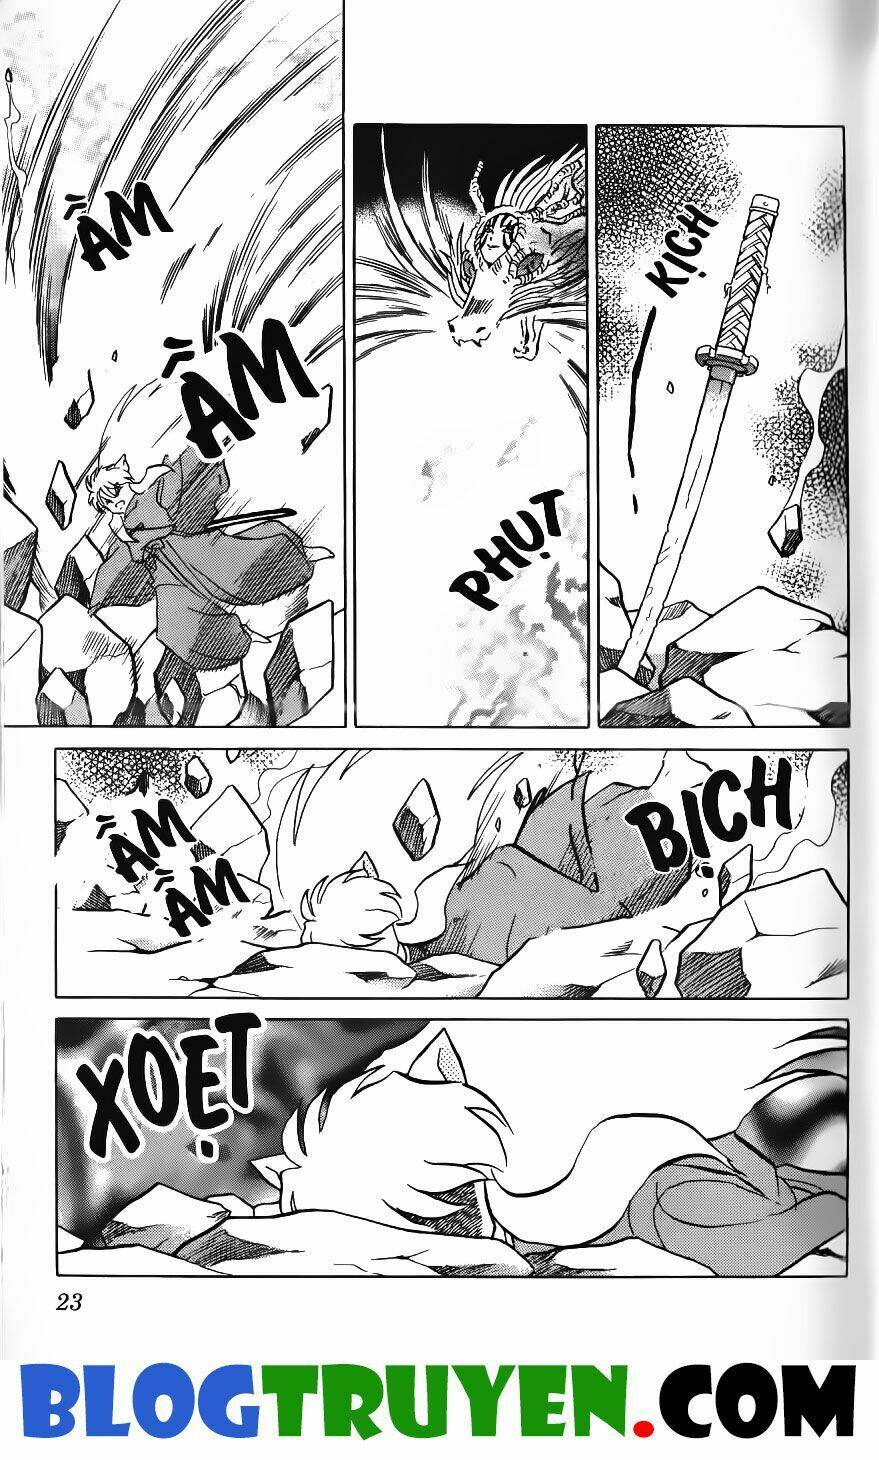 KỊCH
PHỤT
ẦM
ẦM
BỊCH
ẦM
ẦM
XOẸT
23
BLOGTRUYEN.COM